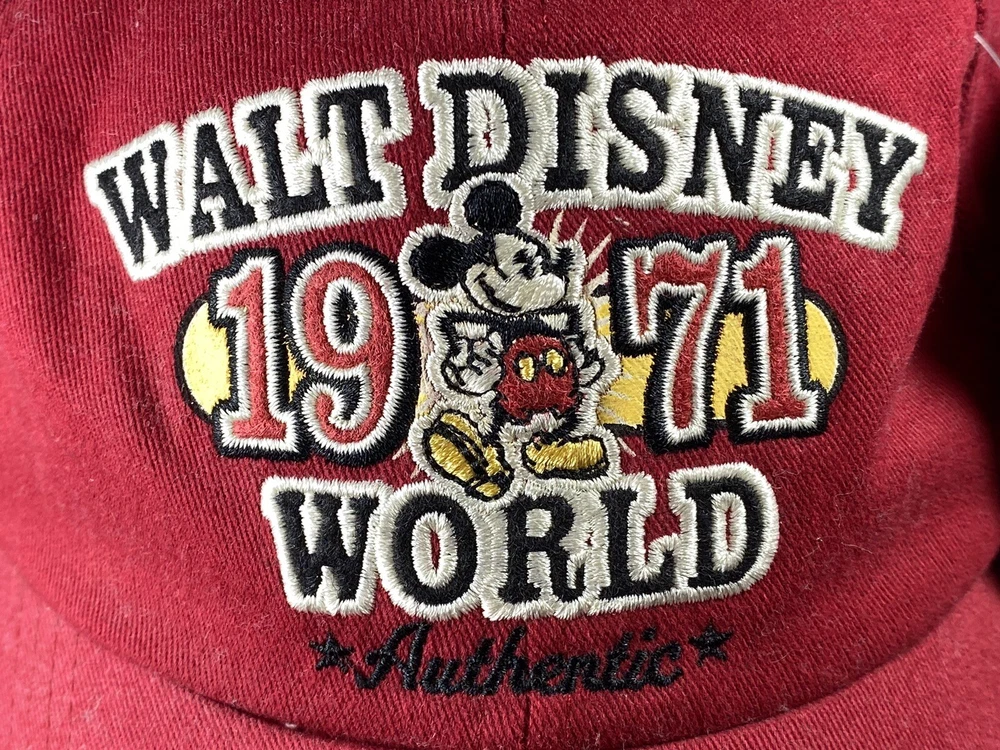 WALT DISNEY
1971
WORLD
Authentic